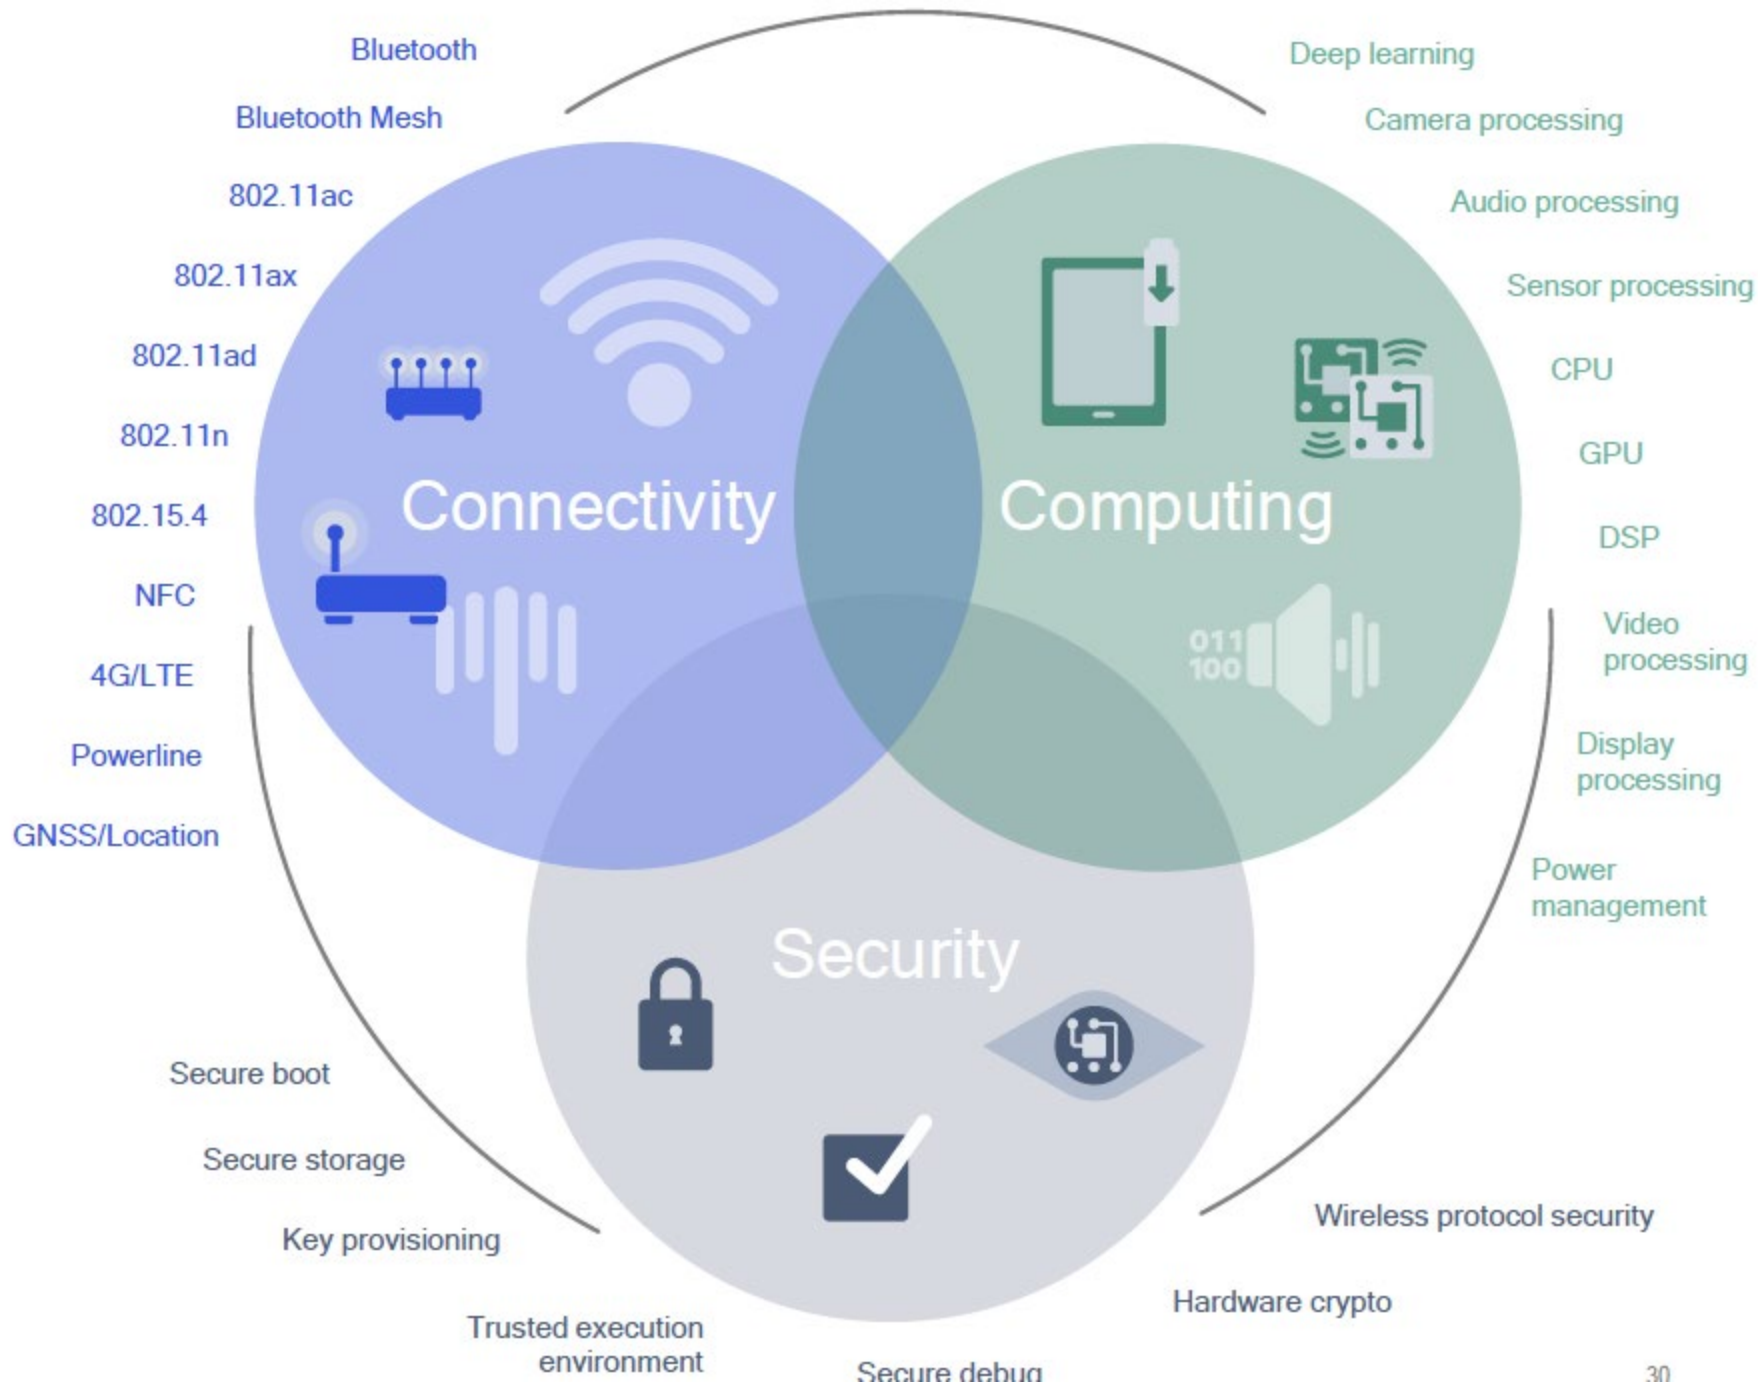 Bluetooth
Bluetooth Mesh
802.11ac
802.11ax
802.11ad
802.11n
802.15.4
NFC
4G/LTE
Powerline
GNSS/Location
Deep learning
Camera processing
Audio processing
Sensor processing
CPU
GPU
DSP
Video
processing
Display
processing
Power
management
Connectivity
Computing
011
100
Security
Secure boot
Secure storage
Key provisioning
Trusted execution
environment
Secure debug
Hardware crypto
Wireless protocol security
30